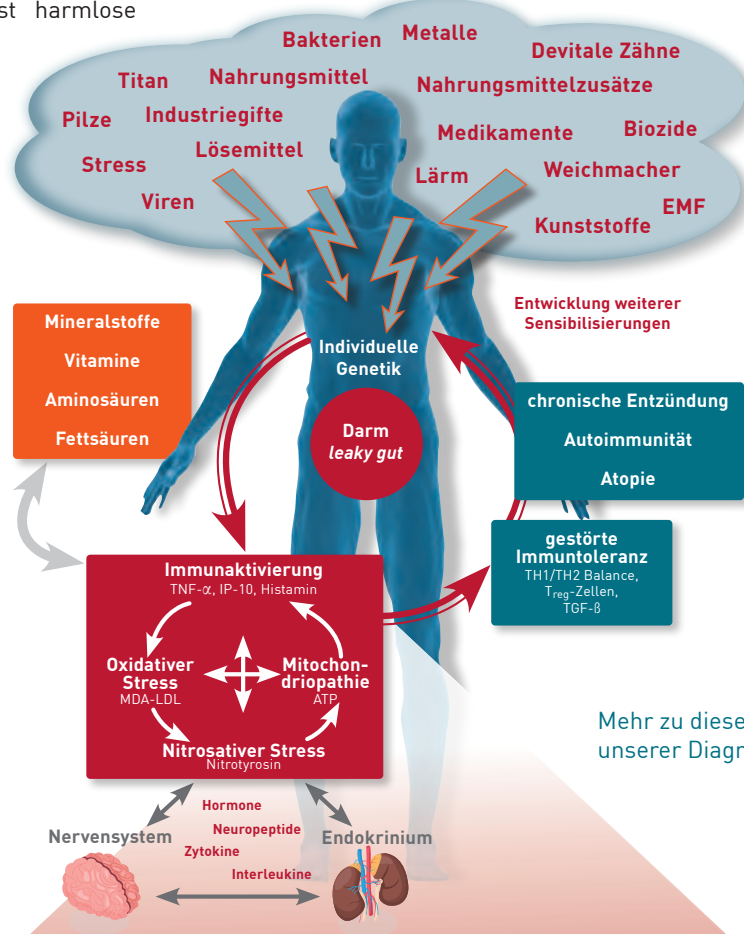 st harmlose
Bakterien
Metalle
Devitale Zähne
Titan
Nahrungsmittel
Nahrungsmittelzusätze
Pilze
Industriegifte
Medikamente
Biozide
Stress
Lösemittel
Lärm
Weichmacher
Viren
EMF
Kunststoffe
Entwicklung weiterer
Sensibilisierungen
Mineralstoffe
Vitamine
Aminosäuren
Fettsäuren
Individuelle
Genetik
Darm
leaky gut
chronische Entzündung
Autoimmunität
Atopie
gestörte
Immuntoleranz
TH1/TH2 Balance,
Treg-Zellen,
TGF-ß
Immunaktivierung
TNF-α, IP-10, Histamin
Oxidativer
Stress
MDA-LDL
Mitochon-
driopathie
ATP
Nitrosativer Stress
Nitrotyrosin
Mehr zu diese
unserer Diagn
Hormone
Neuropeptide
Zytokine
Interleukine
Nervensystem
Endokrinium